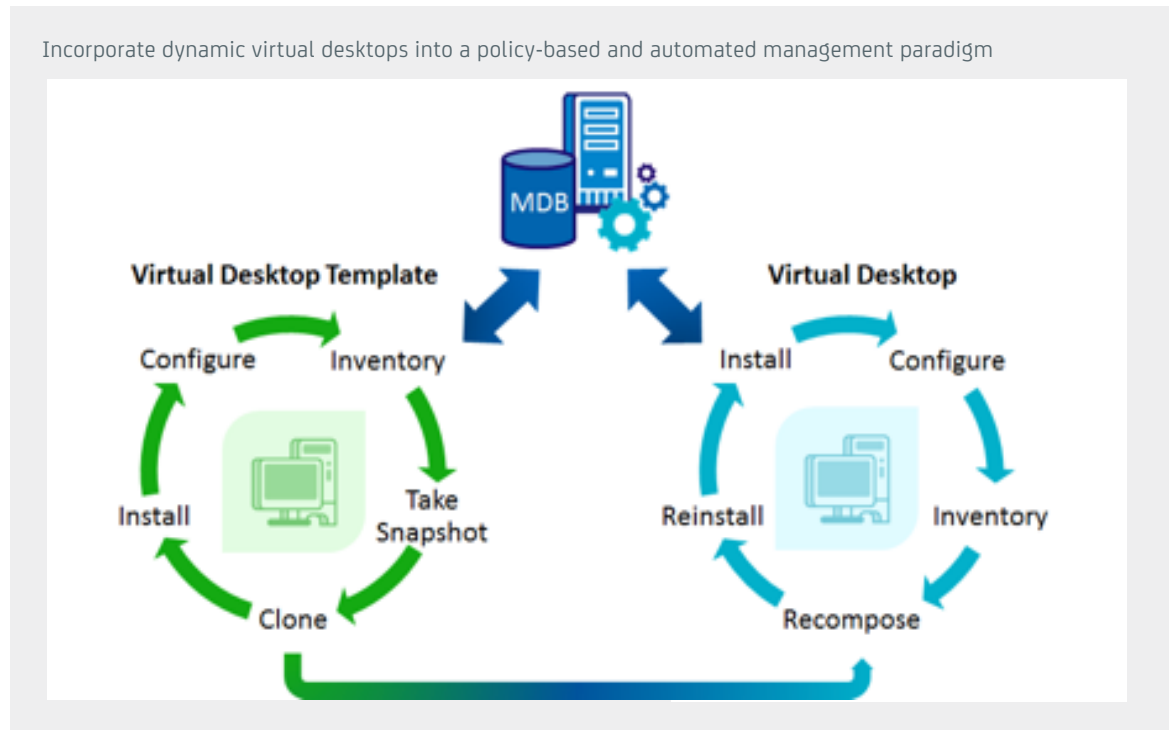 Incorporate dynamic virtual desktops into a policy-based and automated management paradigm
MDB
Virtual Desktop Template
Configure
Inventory
Install
Take
Snapshot
Clone
Virtual Desktop
Install
Configure
Reinstall
Inventory
Recompose